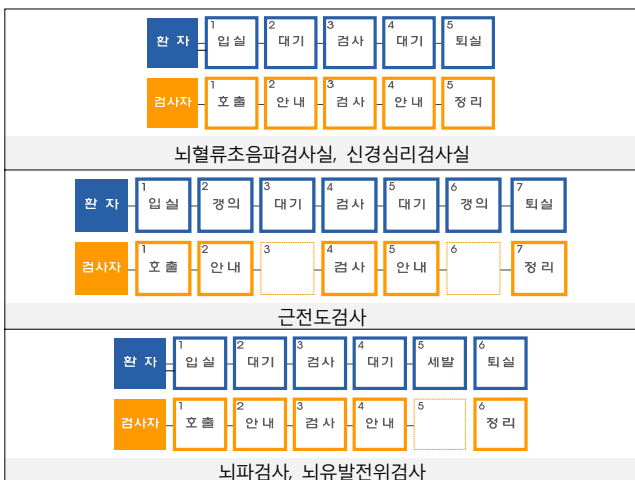 환 자 1 입 실 2 대 기 3 검 사 4 대 기 5 퇴 실
검사자 1 호 출 2 안 내 3 검 사 4 안 내 5 정 리
뇌혈류초음파검사실, 신경심리검사실
환 자 1 입 실 2 갱 의 3 대 기 4 검 사 5 대 기 6 갱 의 7 퇴 실
검사자 1 호 출 2 안 내 3 4 검 사 5 안 내 6 7 정 리
근전도검사
환 자 1 입 실 2 대 기 3 검 사 4 대 기 5 세 발 6 퇴 실
검사자 1 호 출 2 안 내 3 검 사 4 안 내 5 6 정 리
뇌파검사, 뇌유발전위검사